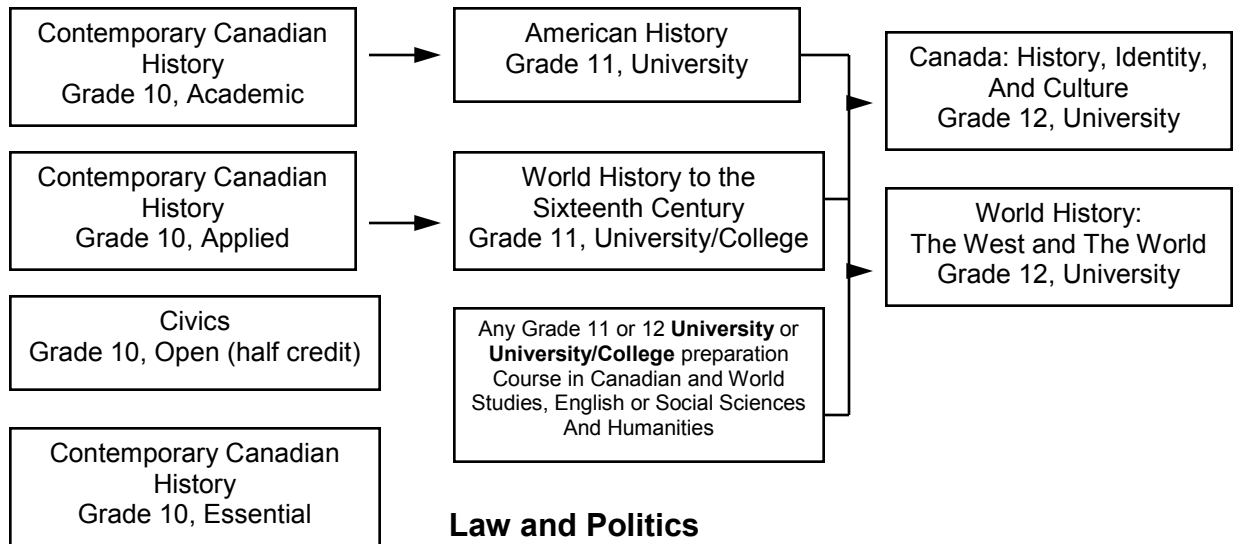 Contemporary Canadian
History
Grade 10, Academic
American History
Grade 11, University
Canada: History, Identity,
And Culture
Grade 12, University
Contemporary Canadian
History
Grade 10, Applied
World History to the
Sixteenth Century
Grade 11, University/College
World History:
The West and The World
Grade 12, University
Civics
Grade 10, Open (half credit)
Any Grade 11 or 12 University or
University/College preparation
Course in Canadian and World
Studies, English or Social Sciences
And Humanities
Contemporary Canadian
History
Grade 10, Essential
Law and Politics